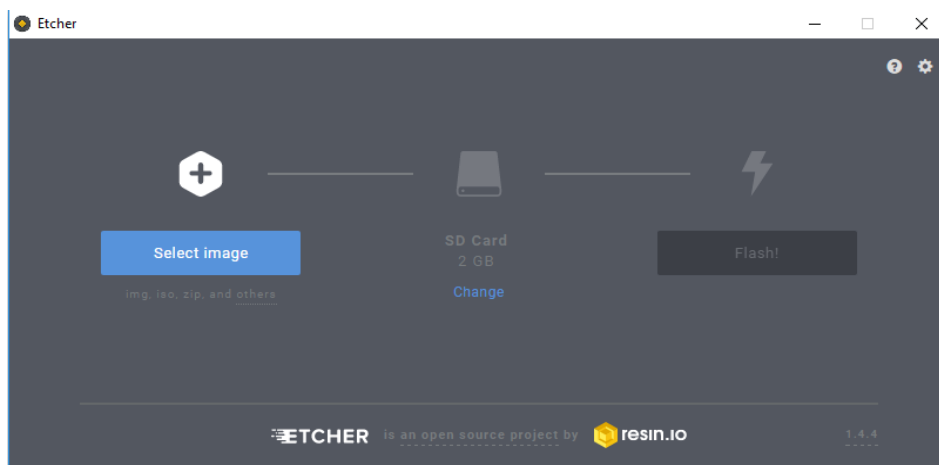 Etcher
Select image
img, iso, zip, and others
SD Card
2 GB
Change
Flash!
ETCHER is an open source project by resin.io
1.4.4